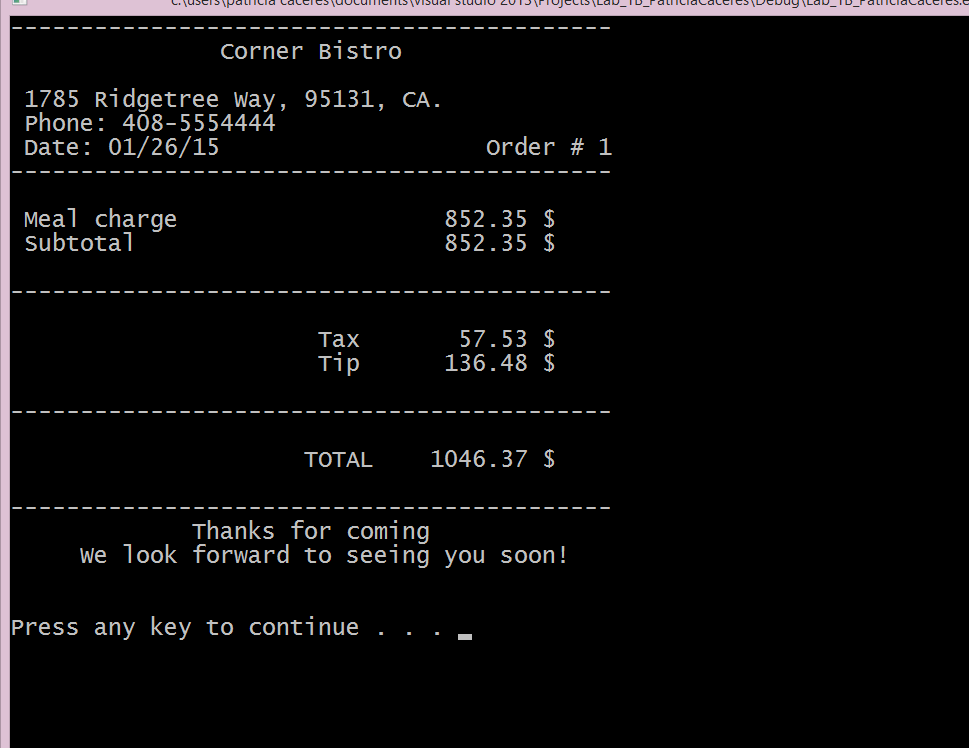 c:\users\patricia caceres\documents\visual studio 2013\Projects\Lab_1B_PatriciaCaceres\Debug\Lab_1B_PatriciaCaceres.e
--------------------------------------------
Corner Bistro
1785 Ridgetree Way, 95131, CA.
Phone: 408-5554444
Date: 01/26/15 Order # 1
--------------------------------------------
Meal charge 852.35 $
Subtotal 852.35 $
--------------------------------------------
Tax 57.53 $
Tip 136.48 $
--------------------------------------------
TOTAL 1046.37 $
--------------------------------------------
Thanks for coming
We look forward to seeing you soon!
Press any key to continue . . .